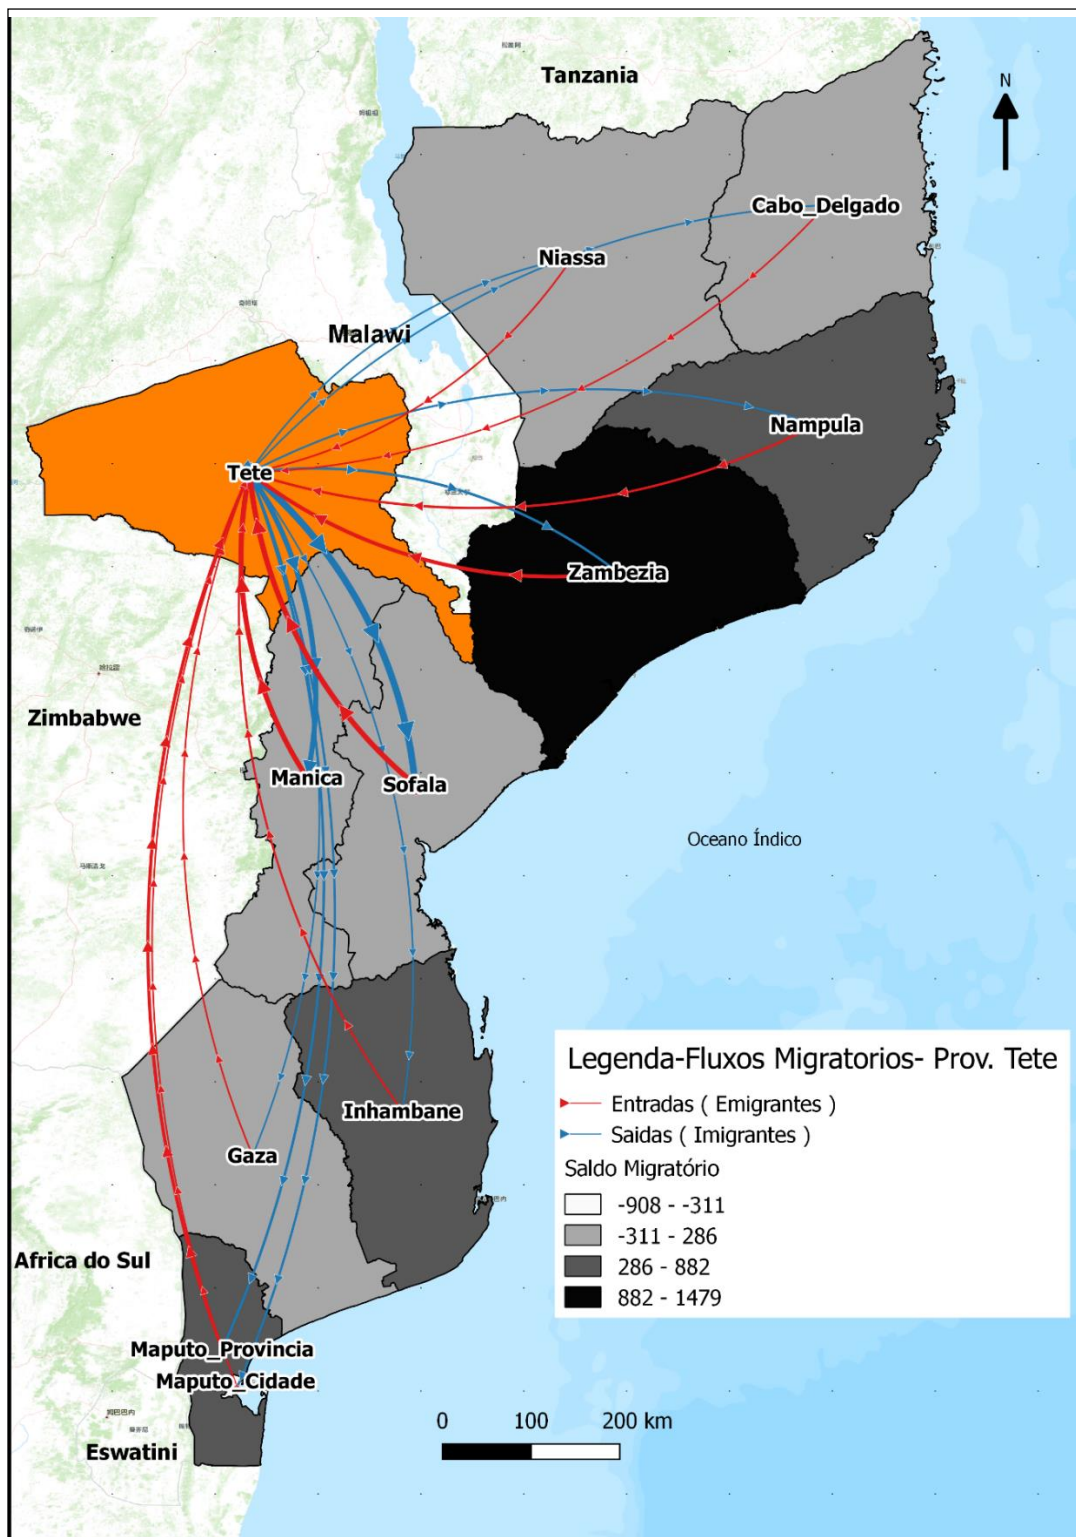 Tanzania
N
Cabo_Delgado
Niassa
Malawi
Nampula
Tete
Zambezia
Zimbabwe
Manica
Sofala
Oceano Índico
Inhambane
Gaza
Africa do Sul
Maputo_Provincia
Maputo_Cidade
Eswatini
0 100 200 km
Legenda-Fluxos Migratorios- Prov. Tete
Entradas ( Emigrantes )
Saidas ( Imigrantes )
Saldo Migratório
-908 - -311
-311 - 286
286 - 882
882 - 1479